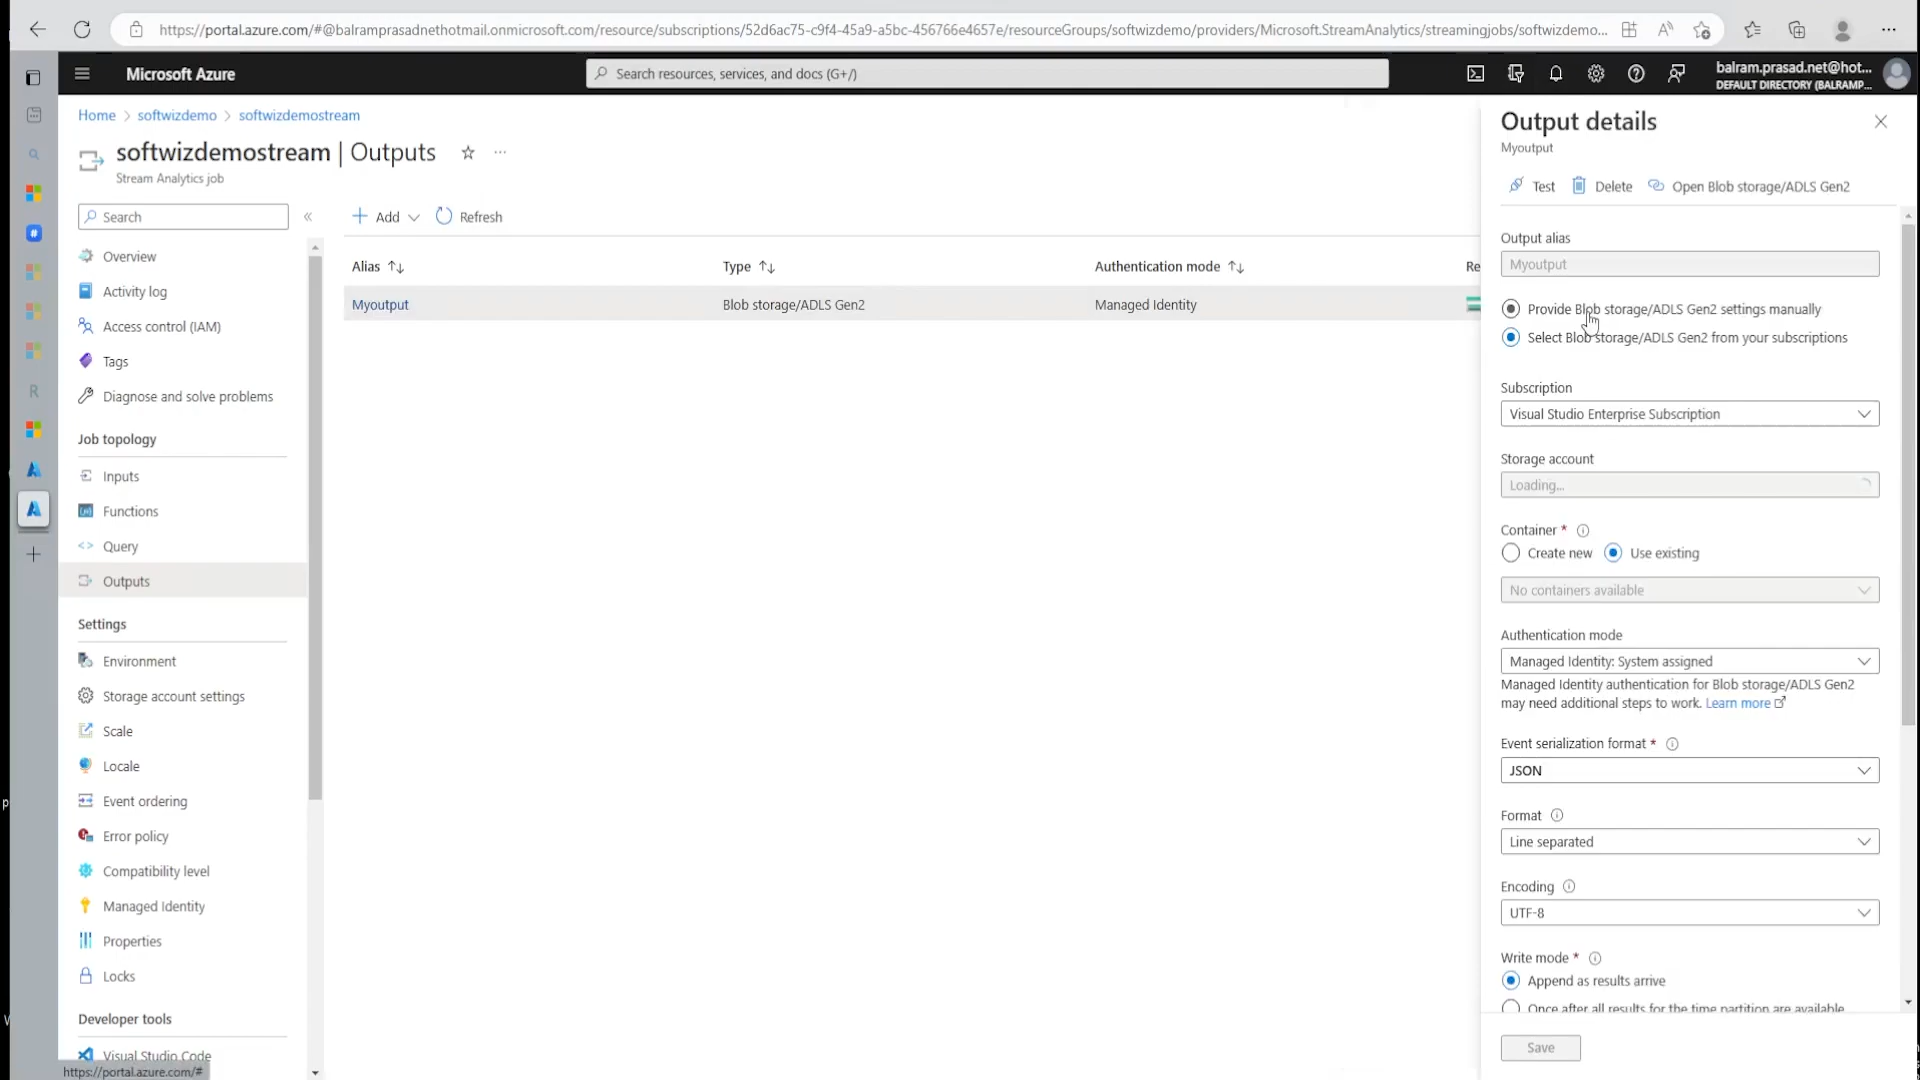 https://portal.azure.com/#@balramprasadnethotmail.onmicrosoft.com/resource/subscriptions/52d6ac75-c9f4-45a9-a5bc-456766e4657e/resourceGroups/softwizdemo/providers/Microsoft.StreamAnalytics/streamingjobs/softwizdemo...
Microsoft Azure
Search resources, services, and docs (G+/)
balram.prasad.net@hot...
DEFAULT DIRECTORY (BALRAMP...
Home > softwizdemo > softwizdemostream
softwizdemostream | Outputs
Stream Analytics job
Search
Overview
Activity log
Access control (IAM)
Tags
Diagnose and solve problems
Job topology
Inputs
Functions
Query
Outputs
Settings
Environment
Storage account settings
Scale
Locale
Event ordering
Error policy
Compatibility level
Managed Identity
Properties
Locks
Developer tools
Visual Studio Code
https://portal.azure.com/#
Add
Refresh
Alias
Type
Authentication mode
Re
Myoutput
Blob storage/ADLS Gen2
Managed Identity
Output details
Myoutput
Test
Delete
Open Blob storage/ADLS Gen2
Output alias
Myoutput
Provide Blob storage/ADLS Gen2 settings manually
Select Blob storage/ADLS Gen2 from your subscriptions
Subscription
Visual Studio Enterprise Subscription
Storage account
Loading...
Container *
Create new
Use existing
No containers available
Authentication mode
Managed Identity: System assigned
Managed Identity authentication for Blob storage/ADLS Gen2
may need additional steps to work. Learn more
Event serialization format *
JSON
Format
Line separated
Encoding
UTF-8
Write mode *
Append as results arrive
Once after all results for the time partition are available
Save